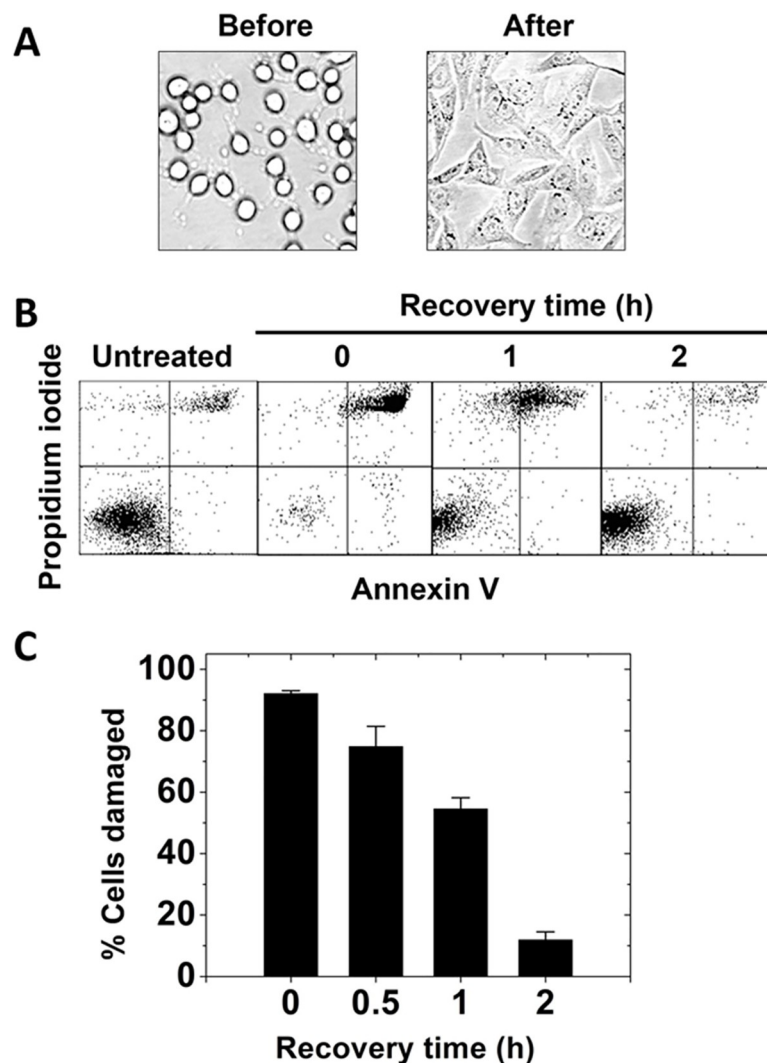 A
Before After
B
Recovery time (h)
Untreated 0 1 2
Propidium iodide
Annexin V
C
100
80
60
40
20
0
% Cells damaged
0 0.5 1 2
Recovery time (h)